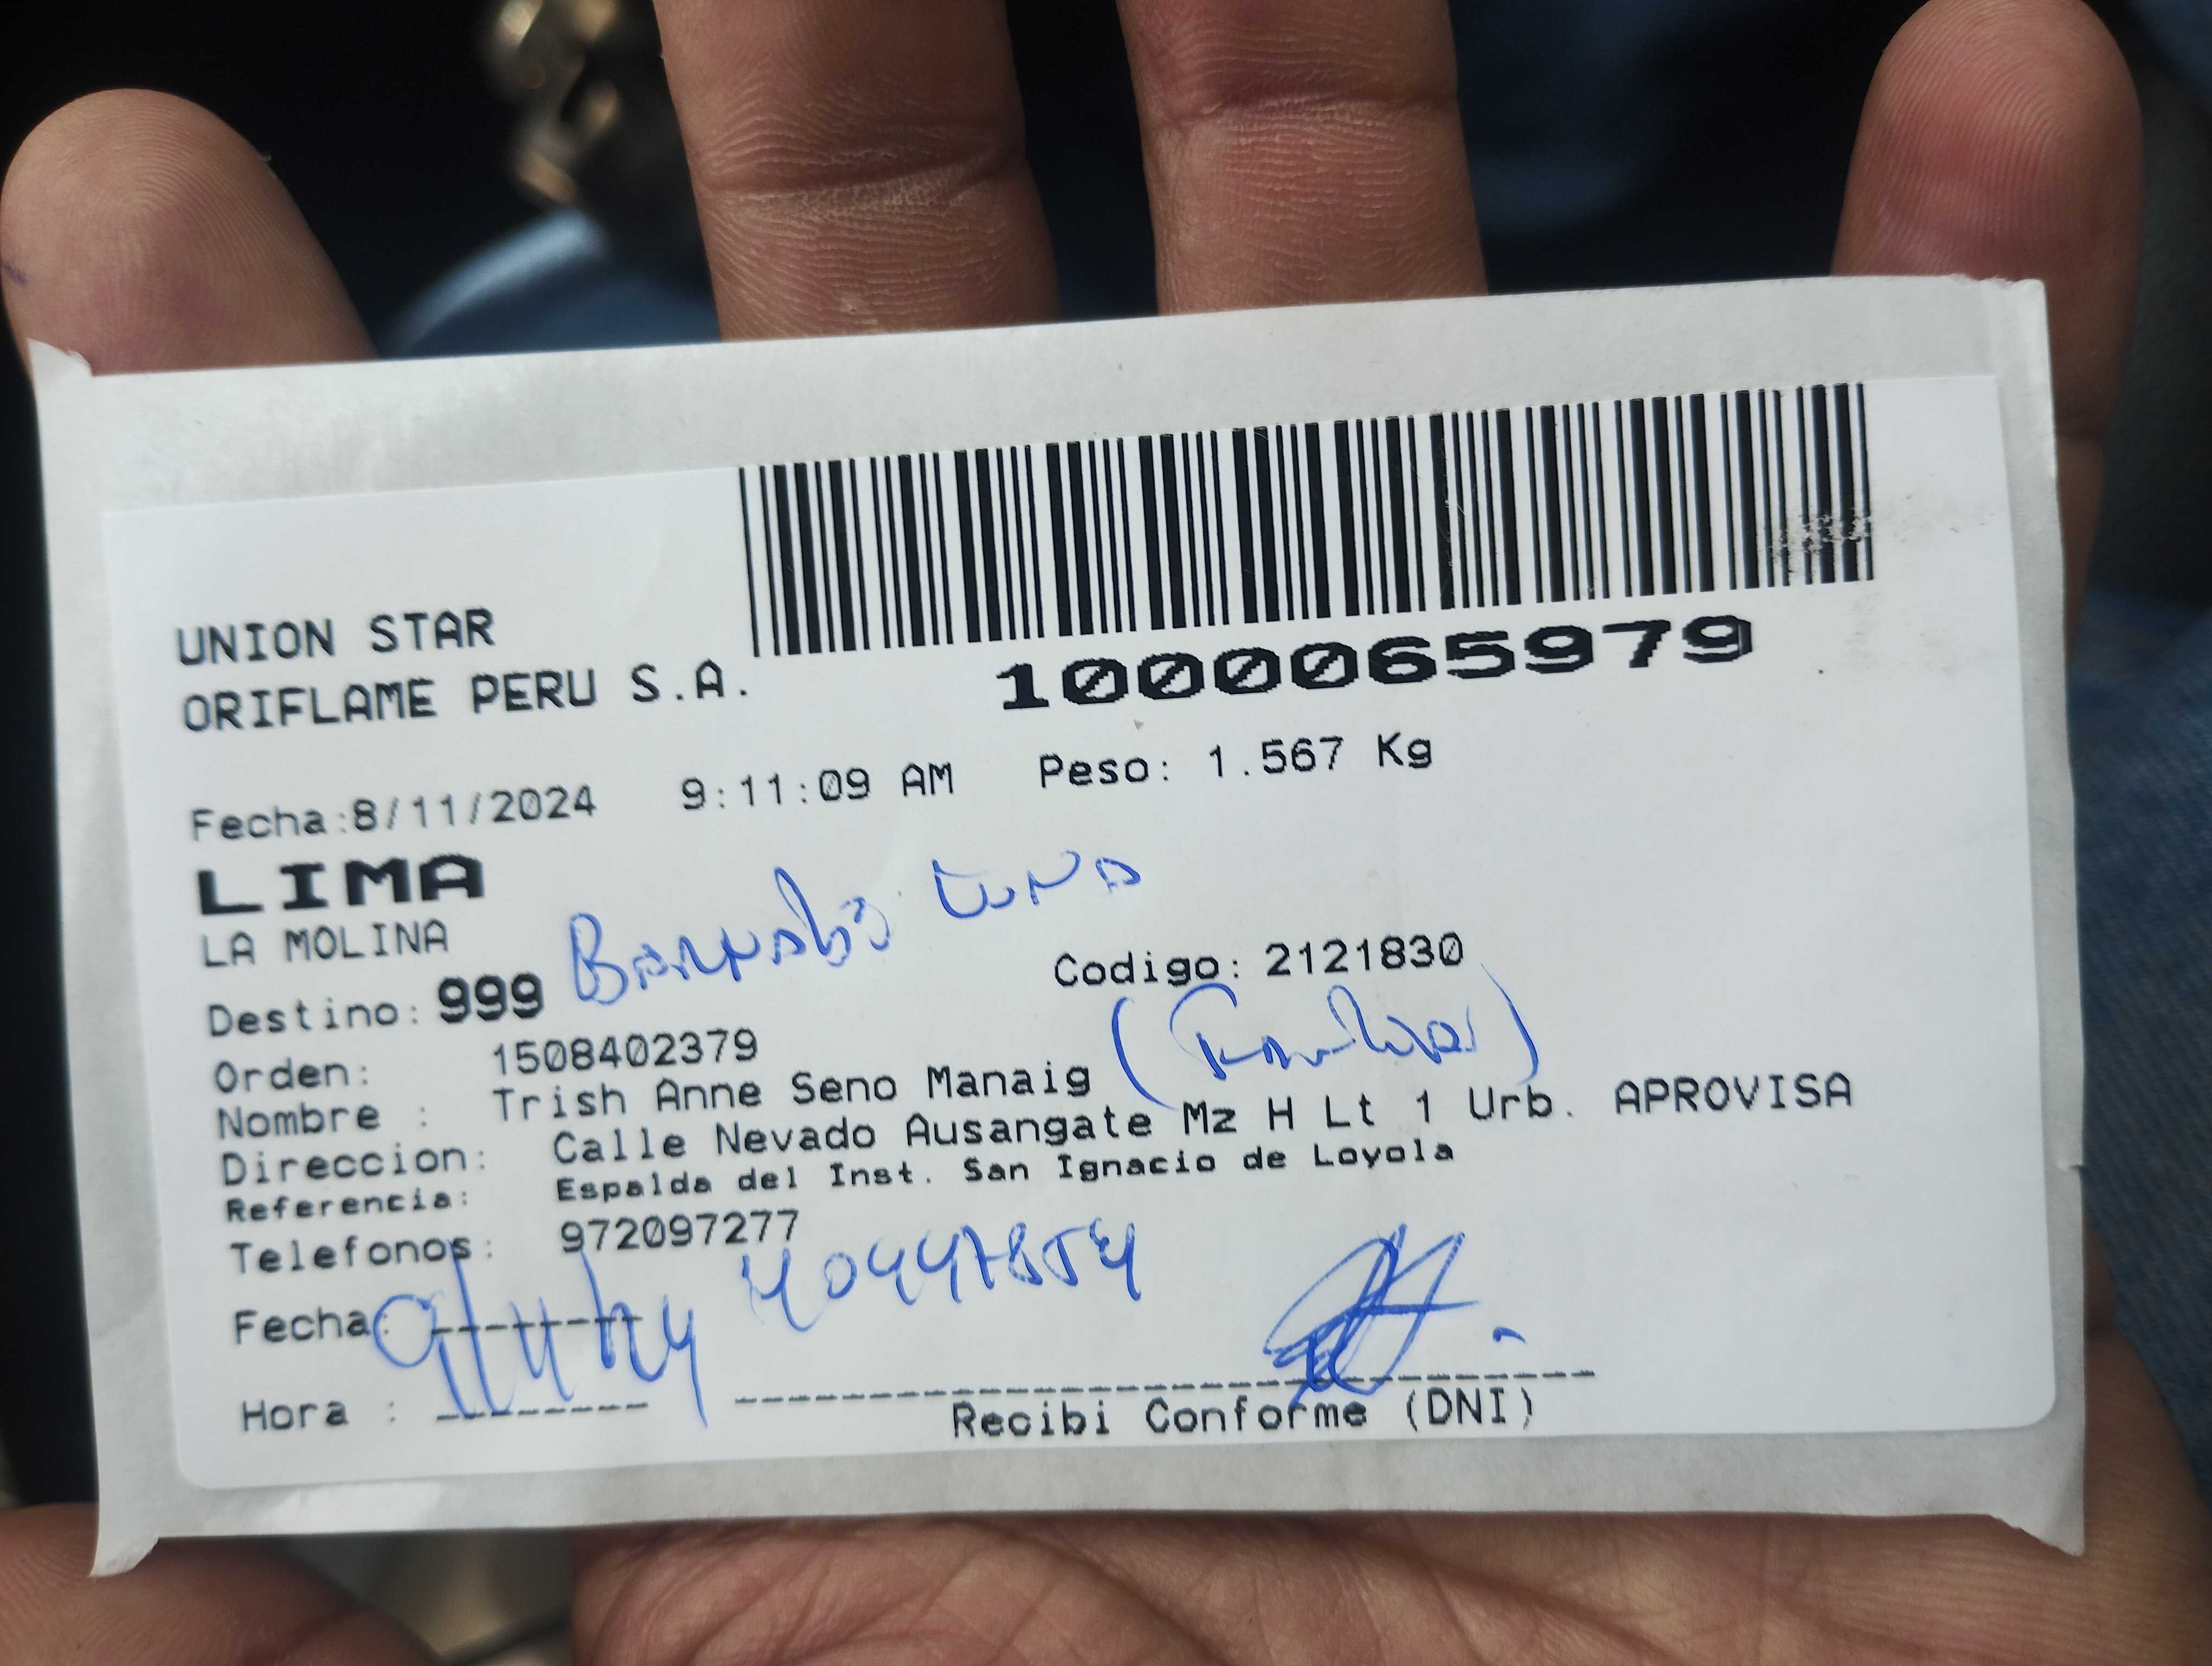 UNION STAR
ORIFLAME PERU S.A.
1000065979
Fecha:8/11/2024 9:11:09 AM Peso: 1.567 Kg
LIMA
LA MOLINA
Destino: 999 Codigo: 2121830
Orden: 1508402379
Nombre : Trish Anne Seno Manaig
Direccion: Calle Nevado Ausangate Mz H Lt 1 Urb. APROVISA
Referencia: Espalda del Inst. San Ignacio de Loyola
Telefonos: 972097277
40447854
Fecha:
Hora :
Recibi Conforme (DNI)